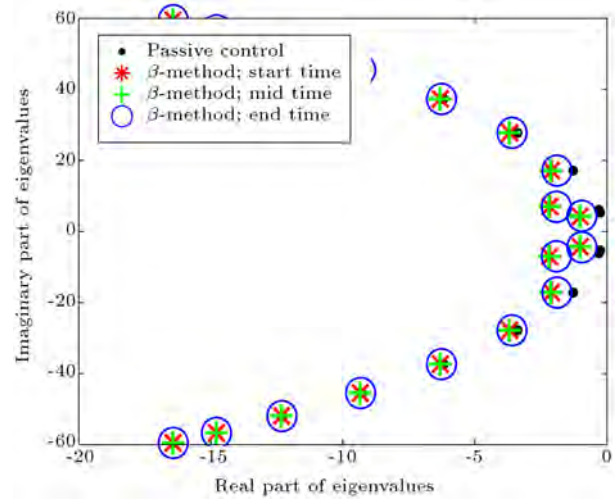 60
40
20
0
-20
-40
-60
Imaginary part of eigenvalues
Passive control
β-method; start time
β-method; mid time
β-method; end time
-20
-15
-10
-5
0
Real part of eigenvalues